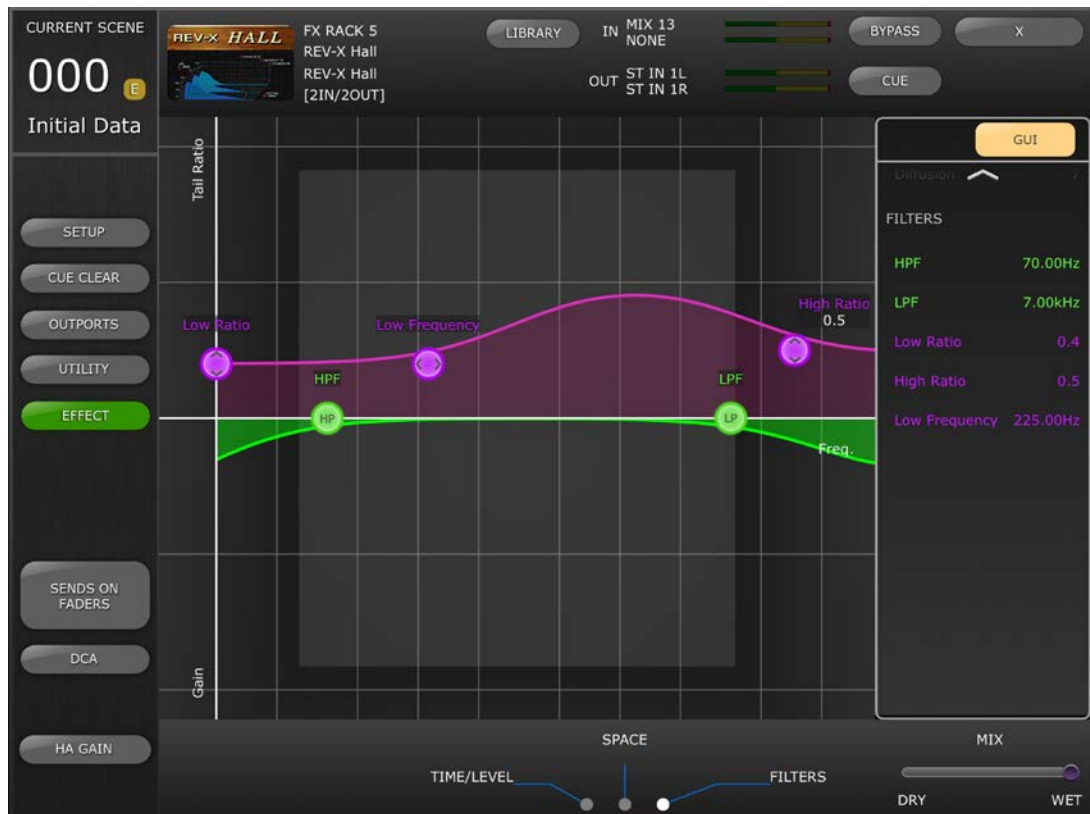 CURRENT SCENE
000 E
Initial Data
SETUP
CUE CLEAR
OUTPORTS
UTILITY
EFFECT
SENDS ON
FADERS
DCA
HA GAIN
REV-X HALL
FX RACK 5
REV-X Hall
REV-X Hall
[2IN/2OUT]
LIBRARY
IN MIX 13
NONE
OUT ST IN 1L
ST IN 1R
BYPASS
X
CUE
Tail Ratio
Low Ratio
Low Frequency
High Ratio
0.5
HPF
LPF
HP
LP
Freq.
Gain
GUI
Diffusion 7
FILTERS
HPF 70.00Hz
LPF 7.00kHz
Low Ratio 0.4
High Ratio 0.5
Low Frequency 225.00Hz
SPACE
TIME/LEVEL
FILTERS
MIX
DRY WET